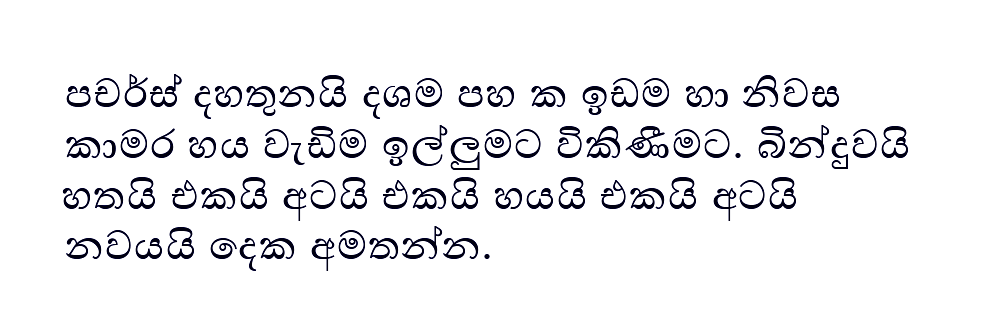 පචර්ස් දහතුනයි දශම පහ ක ඉඩම හා නිවස
කාමර හය වැඩිම ඉල්ලුමට විකිණීමට. බින්දුවයි
හතයි එකයි අටයි එකයි හයයි එකයි අටයි
නවයයි දෙක අමතන්න.